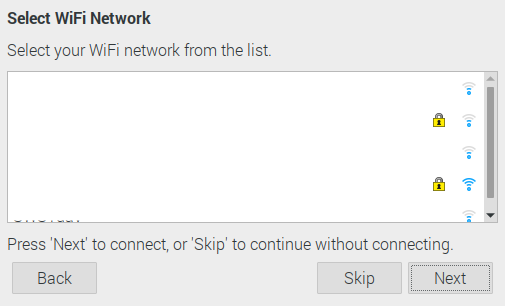 Select WiFi Network
Select your WiFi network from the list.
Press 'Next' to connect, or 'Skip' to continue without connecting.
Back
Skip
Next